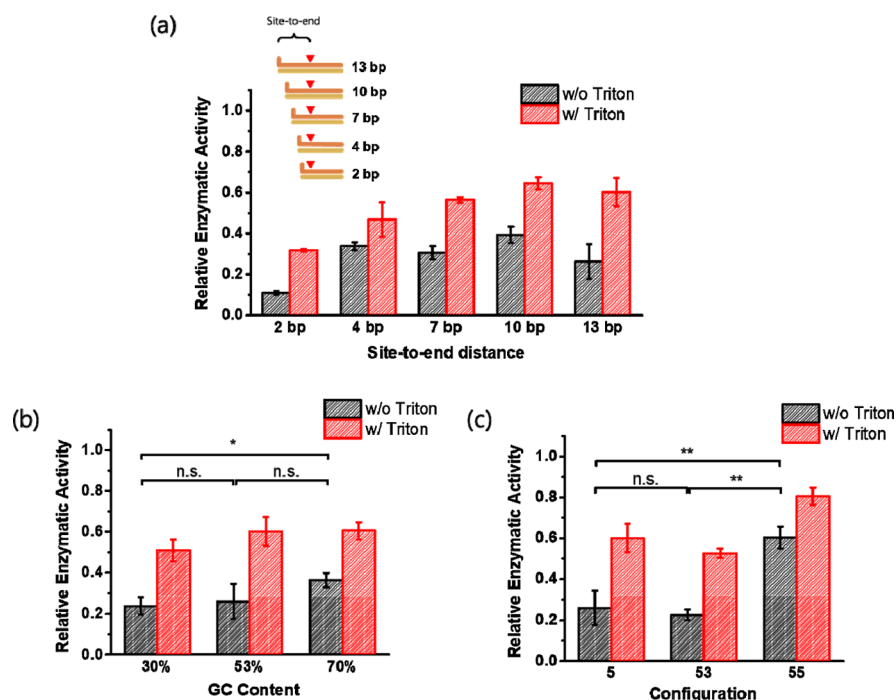 (a)
Site-to-end
13 bp
10 bp
7 bp
4 bp
2 bp
w/o Triton
w/ Triton
Relative Enzymatic Activity
1.0
0.8
0.6
0.4
0.2
0.0
2 bp 4 bp 7 bp 10 bp 13 bp
Site-to-end distance
(b)
w/o Triton
w/ Triton
Relative Enzymatic Activity
1.0
0.8
0.6
0.4
0.2
0.0
*
n.s. n.s.
30% 53% 70%
GC Content
(c)
w/o Triton
w/ Triton
Relative Enzymatic Activity
1.0
0.8
0.6
0.4
0.2
0.0
**
n.s. **
5 53 55
Configuration